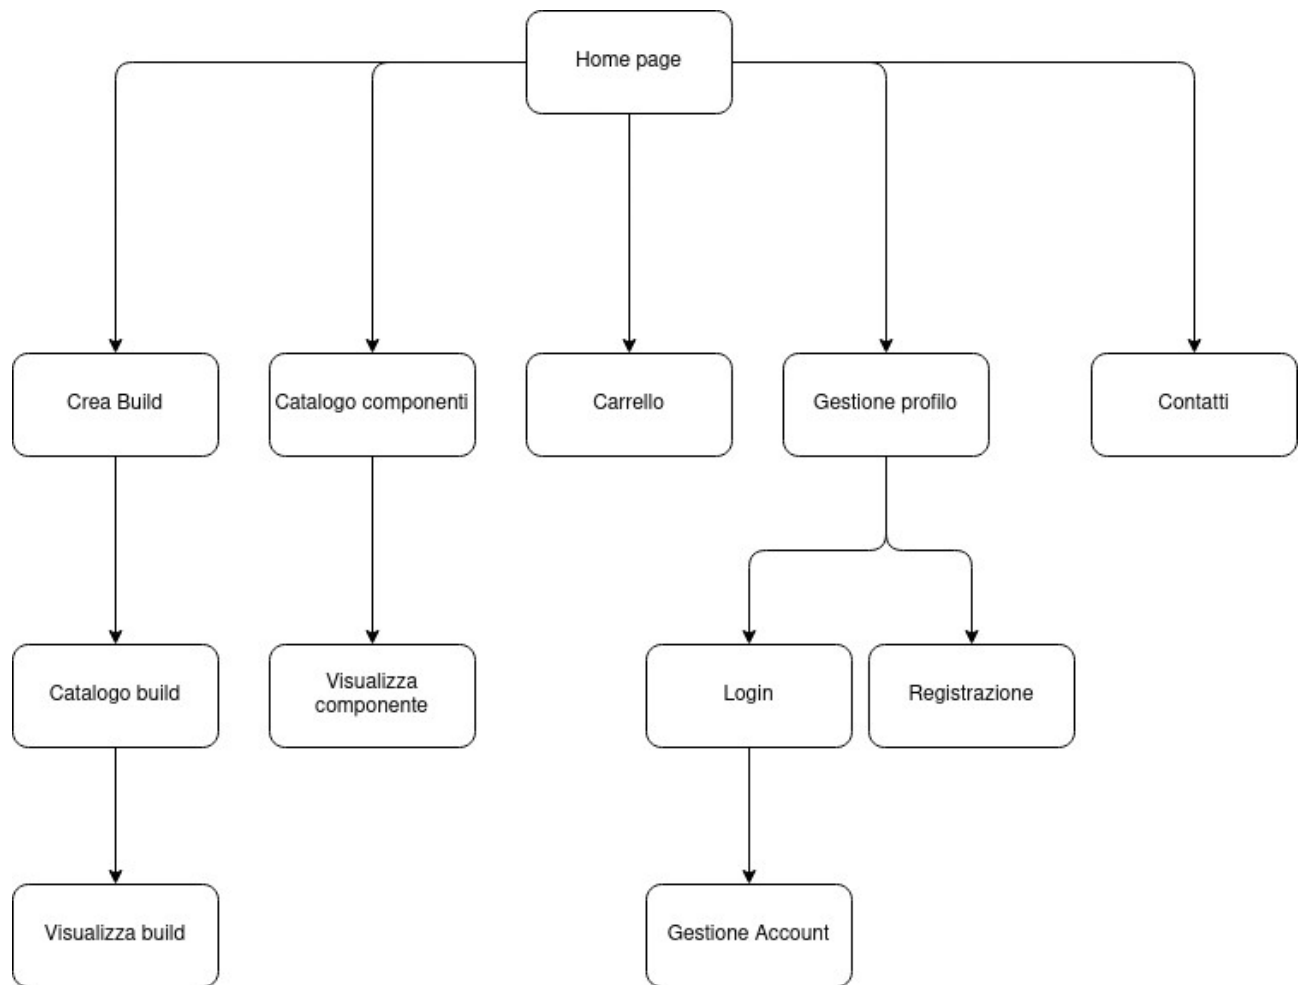 Home page
Crea Build
Catalogo componenti
Carrello
Gestione profilo
Contatti
Catalogo build
Visualizza
componente
Login
Registrazione
Visualizza build
Gestione Account